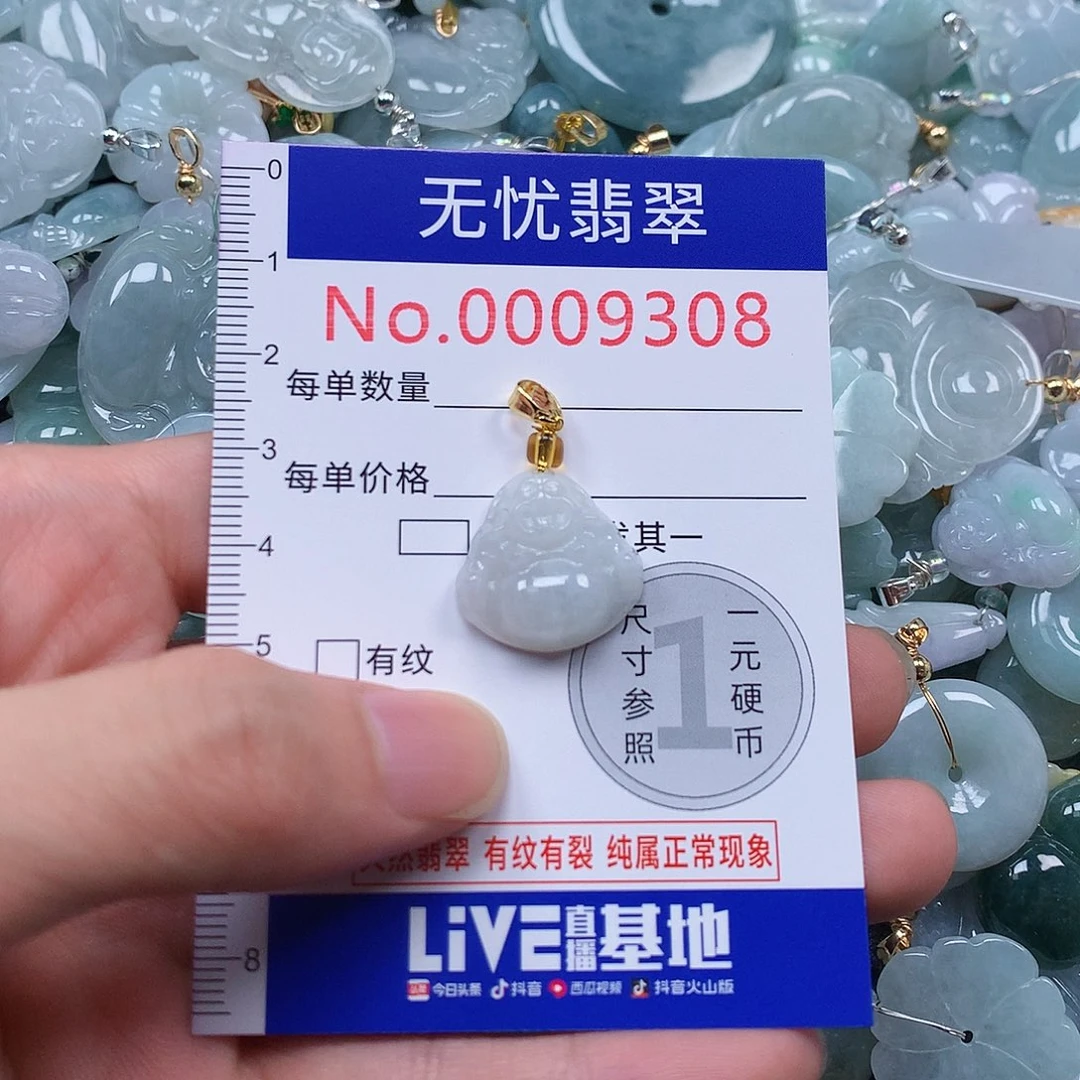 0
无忧翡翠
1
No.0009308
2
每单数量
3
每单价格
4
其一
5
有纹
尺寸参照
1
一元硬币
翡翠 有纹有裂 纯属正常现象
8
LiVE直播基地
今日头条 抖音 西瓜视频 抖音火山版